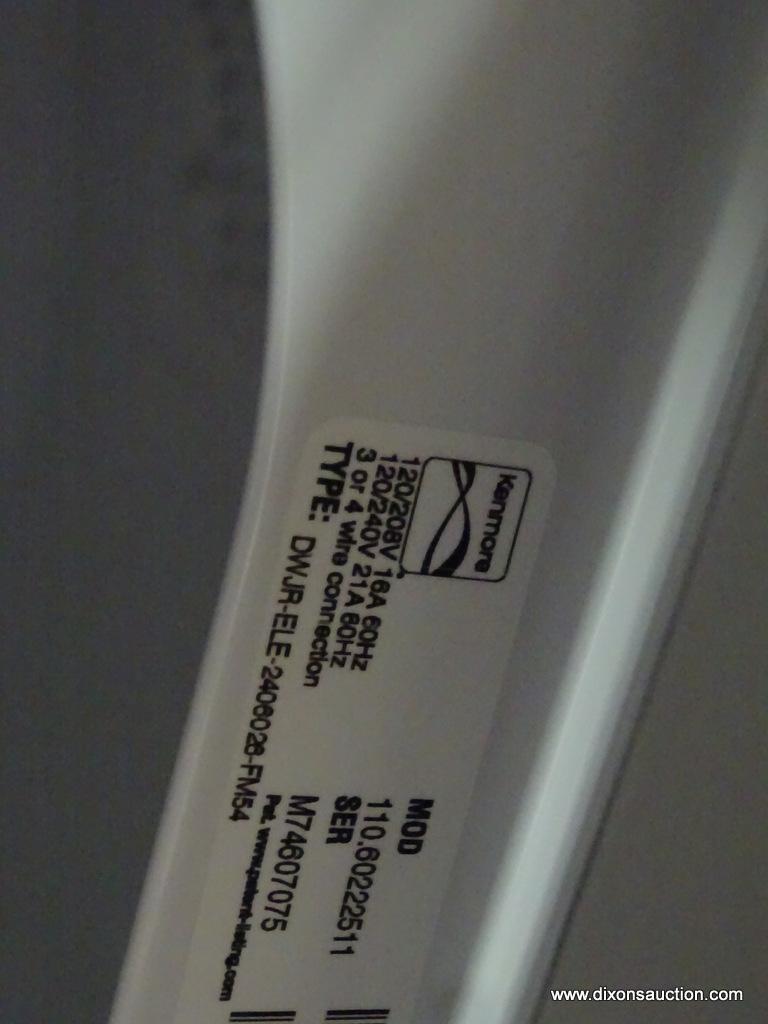 Kenmore
120/208V 16A 60Hz
120/240V 21A 60Hz
3 or 4 wire connection
TYPE: DWJR-ELE-2406026-FM54
MOD
110.60222511
SER
M74607075
Pat. www.patent-listing.com
www.dixonsauction.com